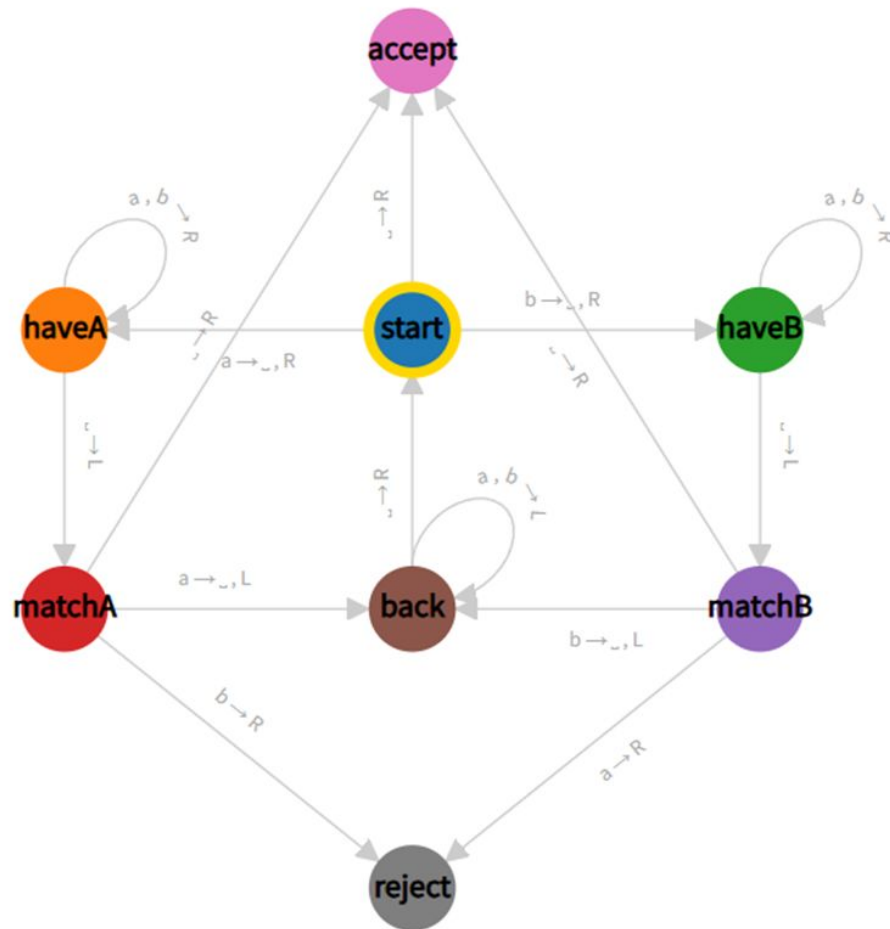 accept
␣→R
a,b→R
a,b→R
haveA
start
haveB
b→␣,R
␣→R
a→␣,R
␣→R
␣→L
␣→L
␣→R
a,b→L
matchA
a→␣,L
back
matchB
b→␣,L
b→R
a→R
reject